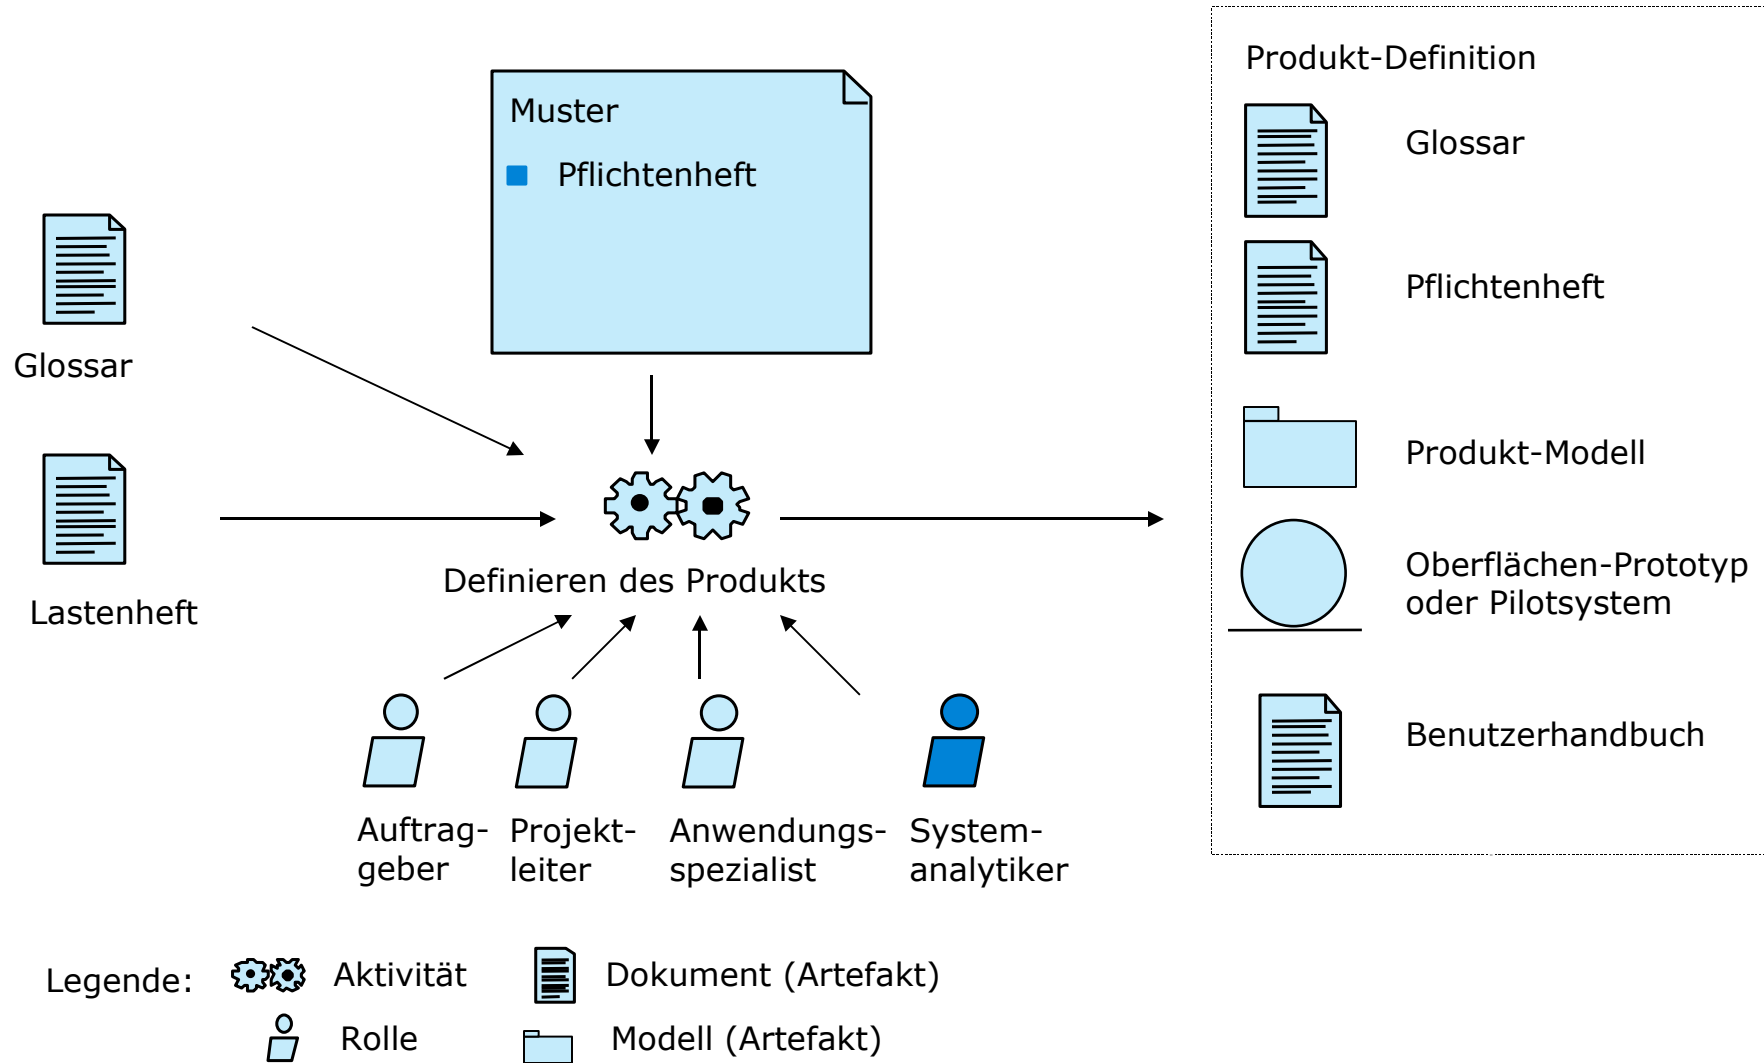 Produkt-Definition
Muster
Pflichtenheft
Glossar
Pflichtenheft
Glossar
Produkt-Modell
Oberflächen-Prototyp
oder Pilotsystem
Definieren des Produkts
Lastenheft
Benutzerhandbuch
Auftrag-
geber
Projekt-
leiter
Anwendungs-
spezialist
System-
analytiker
Legende:
Aktivität
Dokument (Artefakt)
Rolle
Modell (Artefakt)